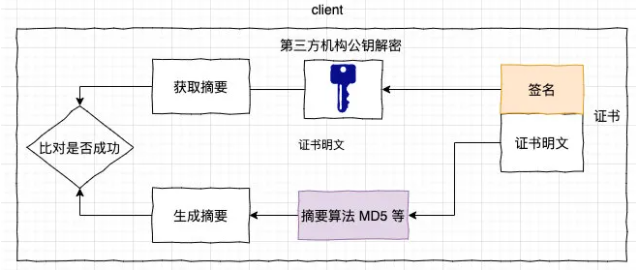 client
第三方机构公钥解密
获取摘要
签名
证书
比对是否成功
证书明文
证书明文
生成摘要
摘要算法 MD5 等